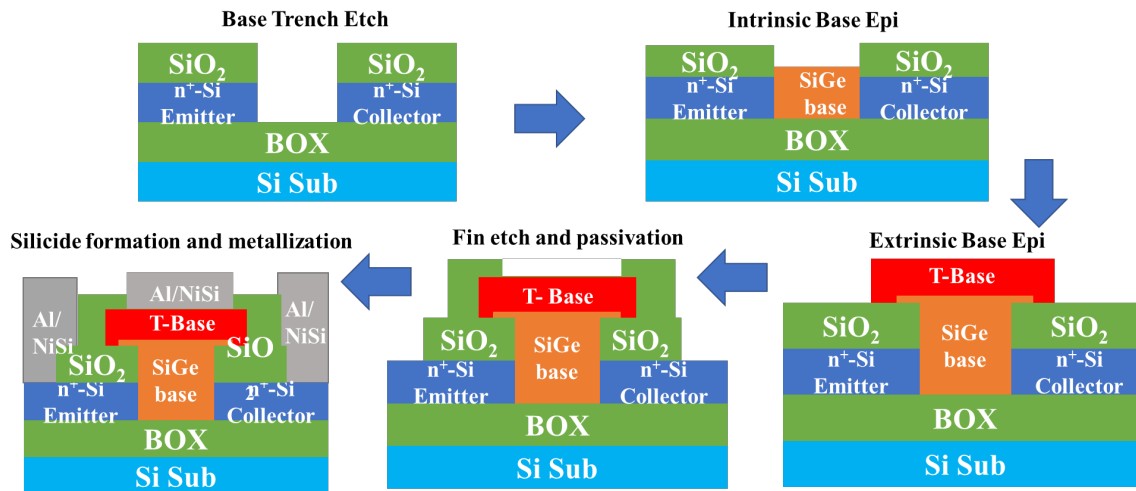 Base Trench Etch
SiO2
SiO2
n+-Si
Emitter
n+-Si
Collector
BOX
Si Sub
Intrinsic Base Epi
SiO2
SiGe
base
SiO2
n+-Si
Emitter
n+-Si
Collector
BOX
Si Sub
Silicide formation and metallization
Al/NiSi
Al/
NiSi
T-Base
Al/
NiSi
SiO2
SiGe
base
SiO
2
n+-Si
Emitter
n+-Si
Collector
BOX
Si Sub
Fin etch and passivation
T- Base
SiO2
SiGe
base
SiO2
n+-Si
Emitter
n+-Si
Collector
BOX
Si Sub
Extrinsic Base Epi
T-Base
SiO2
SiGe
base
SiO2
n+-Si
Emitter
n+-Si
Collector
BOX
Si Sub